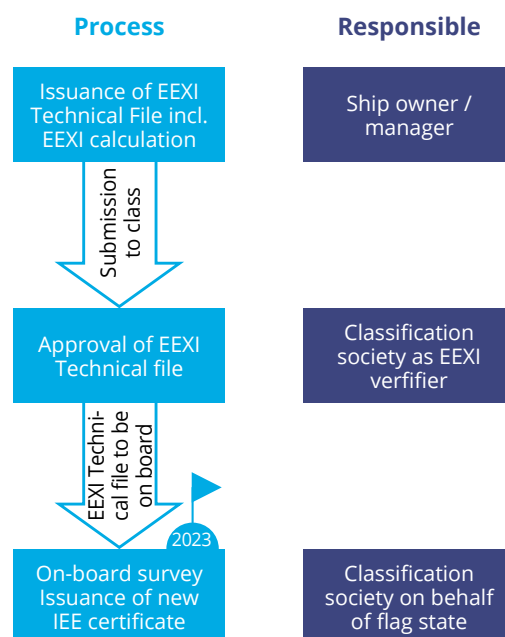 Process
Responsible
Issuance of EEXI
Technical File incl.
EEXI calculation
Ship owner /
manager
Submission
to class
Approval of EEXI
Technical file
Classification
society as EEXI
verfifier
EEXI Techni-
cal file to be
on board
2023
On-board survey
Issuance of new
IEE certificate
Classification
society on behalf
of flag state